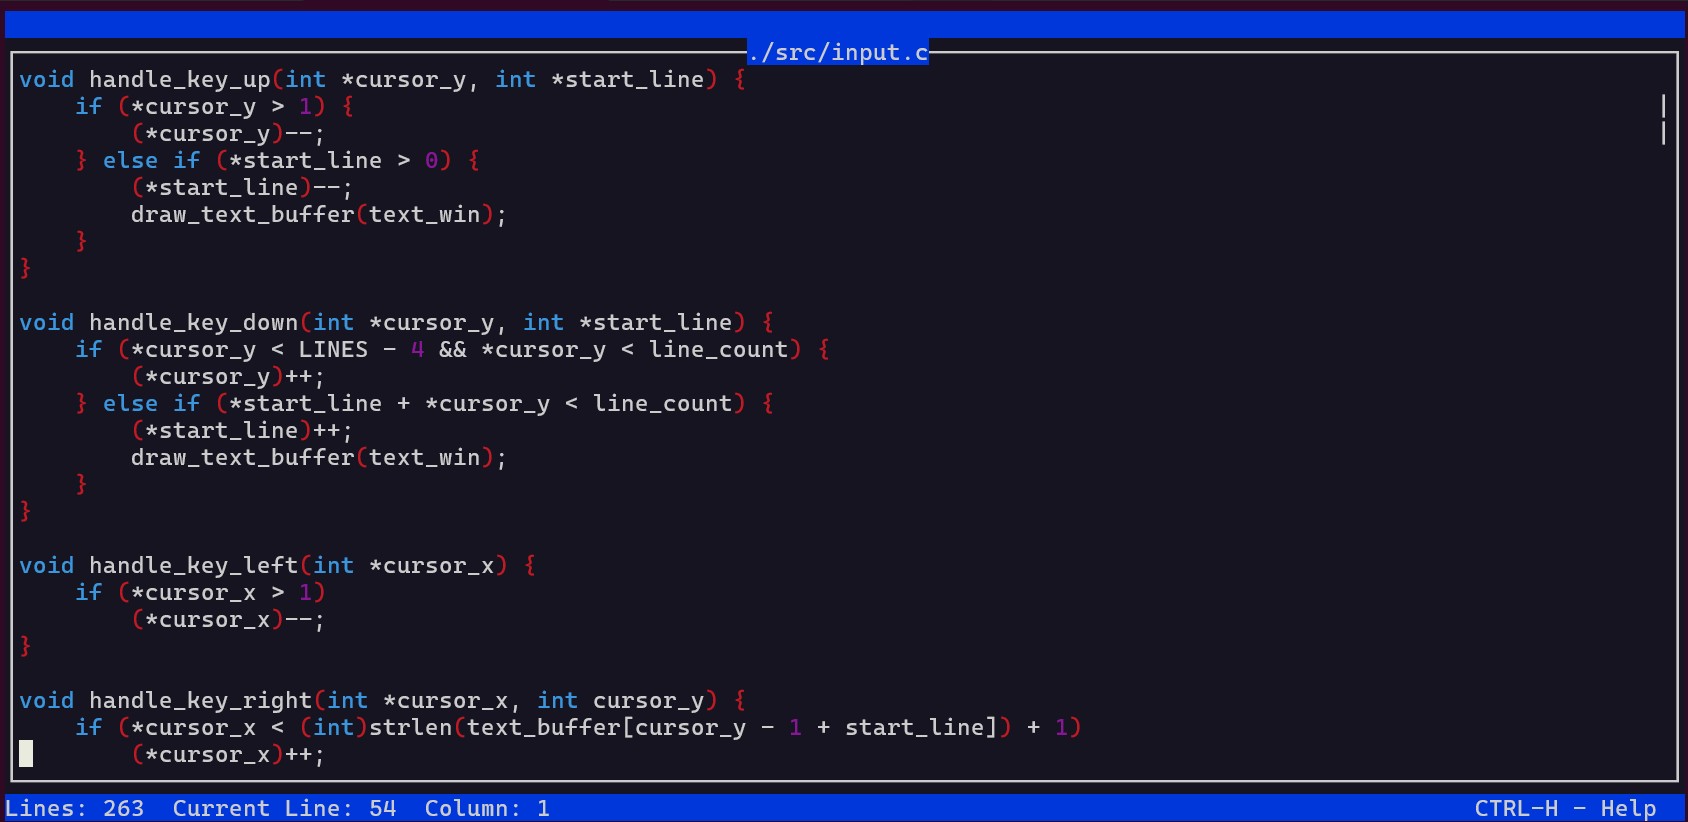 ./src/input.c
void handle_key_up(int *cursor_y, int *start_line) {
    if (*cursor_y > 1) {
        (*cursor_y)--;
    } else if (*start_line > 0) {
        (*start_line)--;
        draw_text_buffer(text_win);
    }
}

void handle_key_down(int *cursor_y, int *start_line) {
    if (*cursor_y < LINES - 4 && *cursor_y < line_count) {
        (*cursor_y)++;
    } else if (*start_line + *cursor_y < line_count) {
        (*start_line)++;
        draw_text_buffer(text_win);
    }
}

void handle_key_left(int *cursor_x) {
    if (*cursor_x > 1)
        (*cursor_x)--;
}

void handle_key_right(int *cursor_x, int cursor_y) {
    if (*cursor_x < (int)strlen(text_buffer[cursor_y - 1 + start_line]) + 1)
        (*cursor_x)++;
Lines: 263  Current Line: 54  Column: 1  CTRL-H - Help